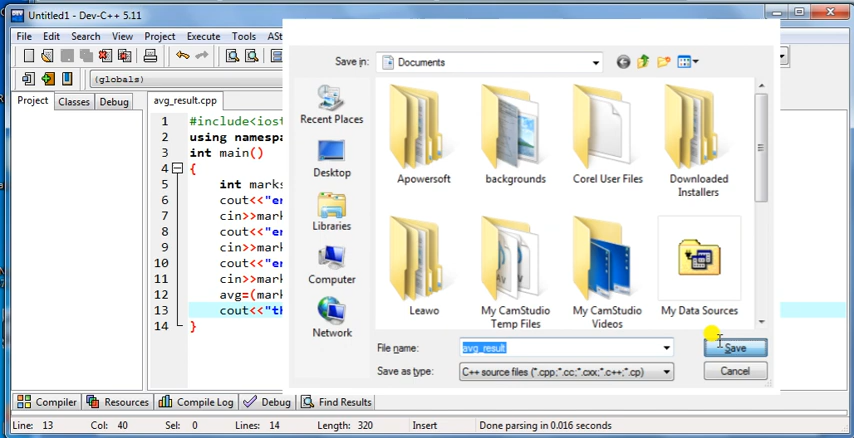 Untitled1 - Dev-C++ 5.11
File Edit Search View Project Execute Tools
(globals)
Project Classes Debug
avg_result.cpp
1 #include<
2 using namespa
3 int main()
4 {
5 int marks
6 cout<<"e
7 cin>>mark
8 cout<<"e
9 cin>>mark
10 cout<<"e
11 cin>>mark
12 avg=(mark
13 cout<<"t
14 }
Save in: Documents
Recent Places
Desktop
Libraries
Computer
Network
Apowersoft backgrounds Corel User Files Downloaded
Installers
Leawo My CamStudio My CamStudio My Data Sources
Temp Files Videos
File name: avg_result Save
Save as type: C++ source files (*.cpp;*.cc;*.cxx;*.c++;*.cp) Cancel
Compiler Resources Compile Log Debug Find Results
Line: 13 Col: 40 Sel: 0 Lines: 14 Length: 320 Insert Done parsing in 0.016 seconds